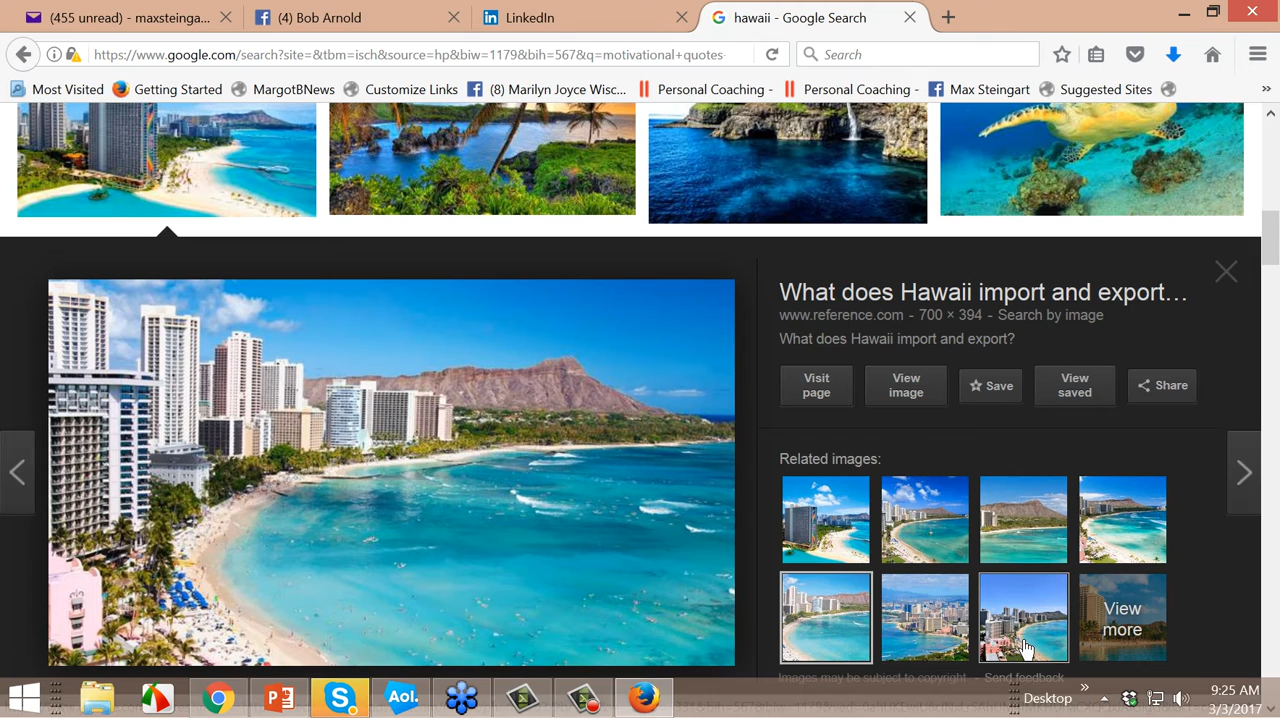 (455 unread) - maxsteinga...
(4) Bob Arnold
LinkedIn
hawaii - Google Search
https://www.google.com/search?site=&tbm=isch&source=hp&biw=1179&bih=567&q=motivational+quotes-
Search
Most Visited
Getting Started
MargotBNews
Customize Links
(8) Marilyn Joyce Wisc...
Personal Coaching -
Personal Coaching -
Max Steingart
Suggested Sites
What does Hawaii import and export...
www.reference.com - 700 × 394 - Search by image
What does Hawaii import and export?
Visit page
View image
Save
View saved
Share
Related images:
View more
Images may be subject to copyright - Send feedback
Aol.
Desktop
9:25 AM
3/3/2017